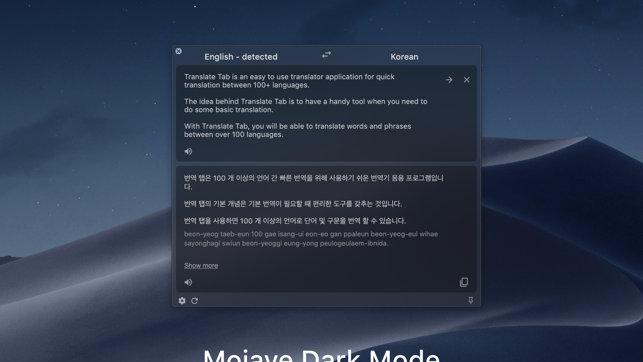 English - detected
Korean
Translate Tab is an easy to use translator application for quick
translation between 100+ languages.
The idea behind Translate Tab is to have a handy tool when you need to
do some basic translation.
With Translate Tab, you will be able to translate words and phrases
between over 100 languages.
번역 탭은 100 개 이상의 언어 간 빠른 번역을 위해 사용하기 쉬운 번역기 응용 프로그램입니
다.
번역 탭의 기본 개념은 기본 번역이 필요할 때 편리한 도구를 갖추는 것입니다.
번역 탭을 사용하면 100 개 이상의 언어로 단어 및 구문을 번역 할 수 있습니다.
beon-yeog taeb-eun 100 gae isang-ui eon-eo gan ppaleun beon-yeog-eul wihae
sayonghagi swiun beon-yeoggi eung-yong peulogeulaem-ibnida.
Show more
Mojave Dark Mode